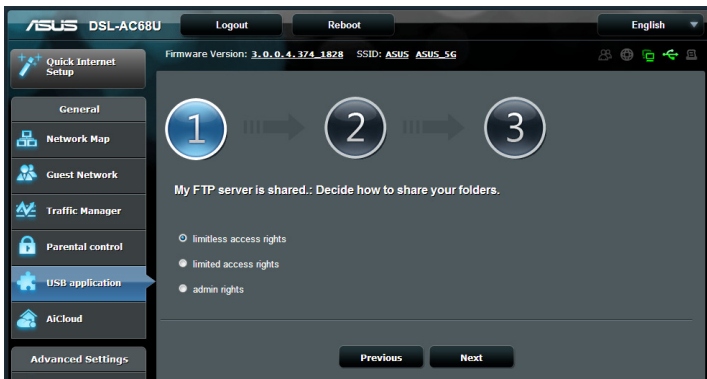 ASUS DSL-AC68U Logout Reboot English
Quick Internet
Setup
Firmware Version: 3.0.0.4.374_1828 SSID: ASUS ASUS_5G
General
Network Map
Guest Network
Traffic Manager
Parental control
USB application
AiCloud
Advanced Settings
1 2 3
My FTP server is shared.: Decide how to share your folders.
limitless access rights
limited access rights
admin rights
Previous Next